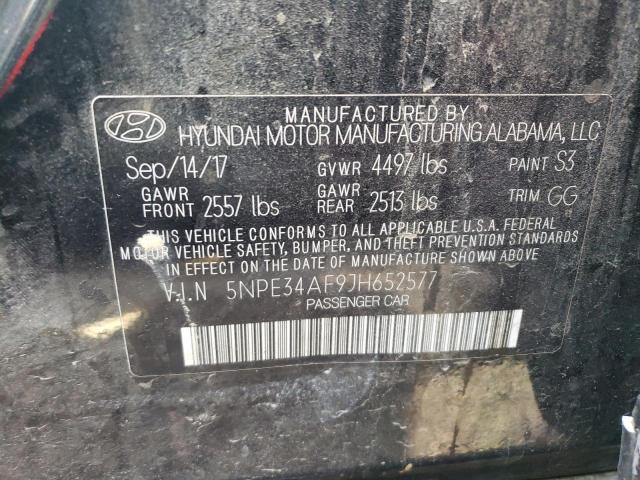 MANUFACTURED BY
HYUNDAI MOTOR MANUFACTURING ALABAMA, LLC
Sep/14/17 GVWR 4497 lbs PAINT S3
GAWR FRONT 2557 lbs GAWR REAR 2513 lbs TRIM GG
THIS VEHICLE CONFORMS TO ALL APPLICABLE U.S.A. FEDERAL
MOTOR VEHICLE SAFETY, BUMPER, AND THEFT PREVENTION STANDARDS
IN EFFECT ON THE DATE OF MANUFACTURE SHOWN ABOVE
V.I.N 5NPE34AF9JH652577
PASSENGER CAR